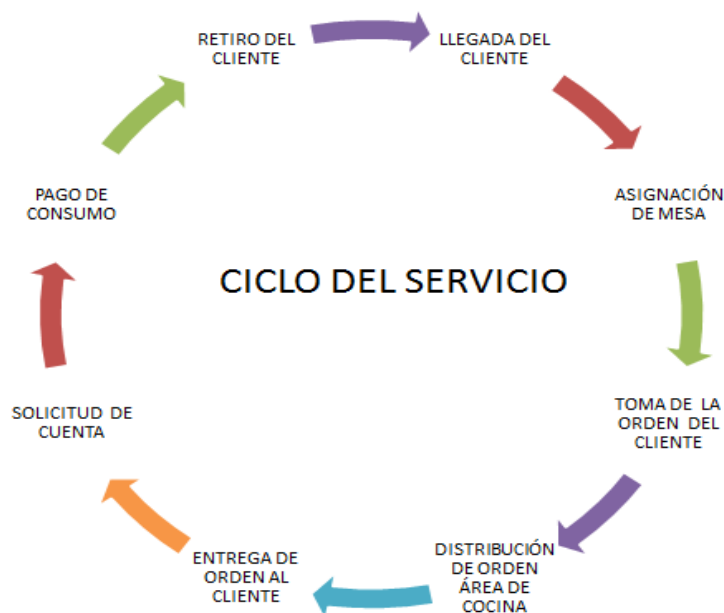 RETIRO DEL
CLIENTE
LLEGADA DEL
CLIENTE
ASIGNACIÓN
DE MESA
TOMA DE LA
ORDEN DEL
CLIENTE
DISTRIBUCIÓN
DE ORDEN
ÁREA DE
COCINA
ENTREGA DE
ORDEN AL
CLIENTE
SOLICITUD DE
CUENTA
PAGO DE
CONSUMO
CICLO DEL SERVICIO